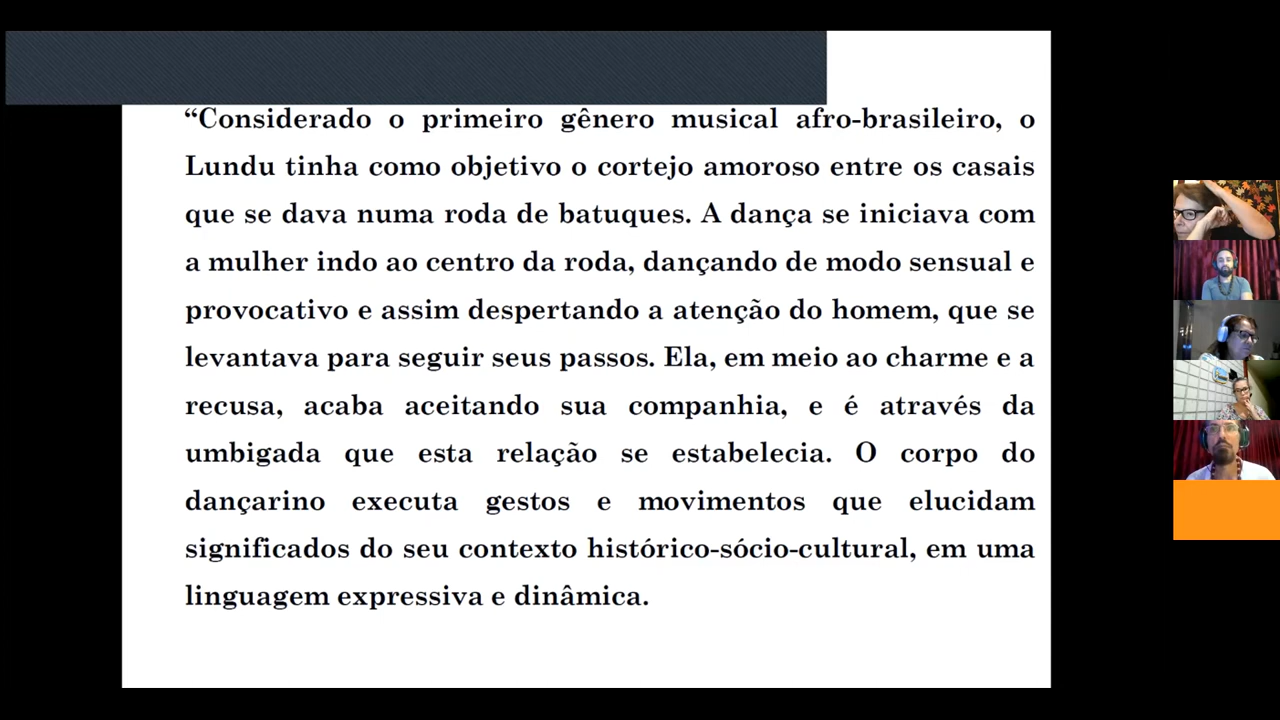 “Considerado o primeiro gênero musical afro-brasileiro, o
Lundu tinha como objetivo o cortejo amoroso entre os casais
que se dava numa roda de batuques. A dança se iniciava com
a mulher indo ao centro da roda, dançando de modo sensual e
provocativo e assim despertando a atenção do homem, que se
levantava para seguir seus passos. Ela, em meio ao charme e a
recusa, acaba aceitando sua companhia, e é através da
umbigada que esta relação se estabelecia. O corpo do
dançarino executa gestos e movimentos que elucidam
significados do seu contexto histórico-sócio-cultural, em uma
linguagem expressiva e dinâmica.